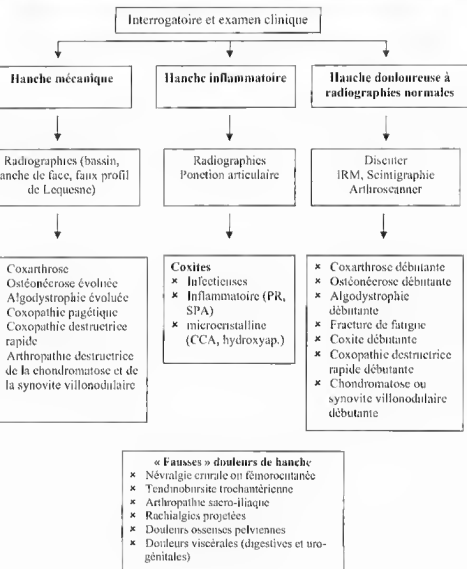 Interrogatoire et examen clinique
Hanche mécanique
Hanche inflammatoire
Hanche douloureuse à
radiographies normales
Radiographies (bassin,
anche de face, faux profil
de Lequesne)
Radiographies
Ponction articulaire
Discuter
IRM, Scintigraphie
Arthroscanner
Coxarthrose
Ostéonécrose évoluée
Algodystrophie évoluée
Coxopathie pagétique
Coxopathie destructrice
rapide
Arthropathie destructrice
de la chondromatose et de
la synovite villonodulaire
Coxites
× Infectieuses
× Inflammatoire (PR,
SPA)
× microcristalline
(CCA, hydroxyap.)
× Coxarthrose débutante
× Ostéonécrose débutante
× Algodystrophie
débutante
× Fracture de fatigue
× Coxite débutante
× Coxopathie destructrice
rapide débutante
× Chondromatose ou
synovite villonodulaire
débutante
« Fausses » douleurs de hanche
× Névralgie crurale ou fémorocutanée
× Tendinobursite trochantérienne
× Arthropathie sacro-iliaque
× Rachialgies projetées
× Douleurs osseuses pelviennes
× Douleurs viscérales (digestives et uro-
génitales)